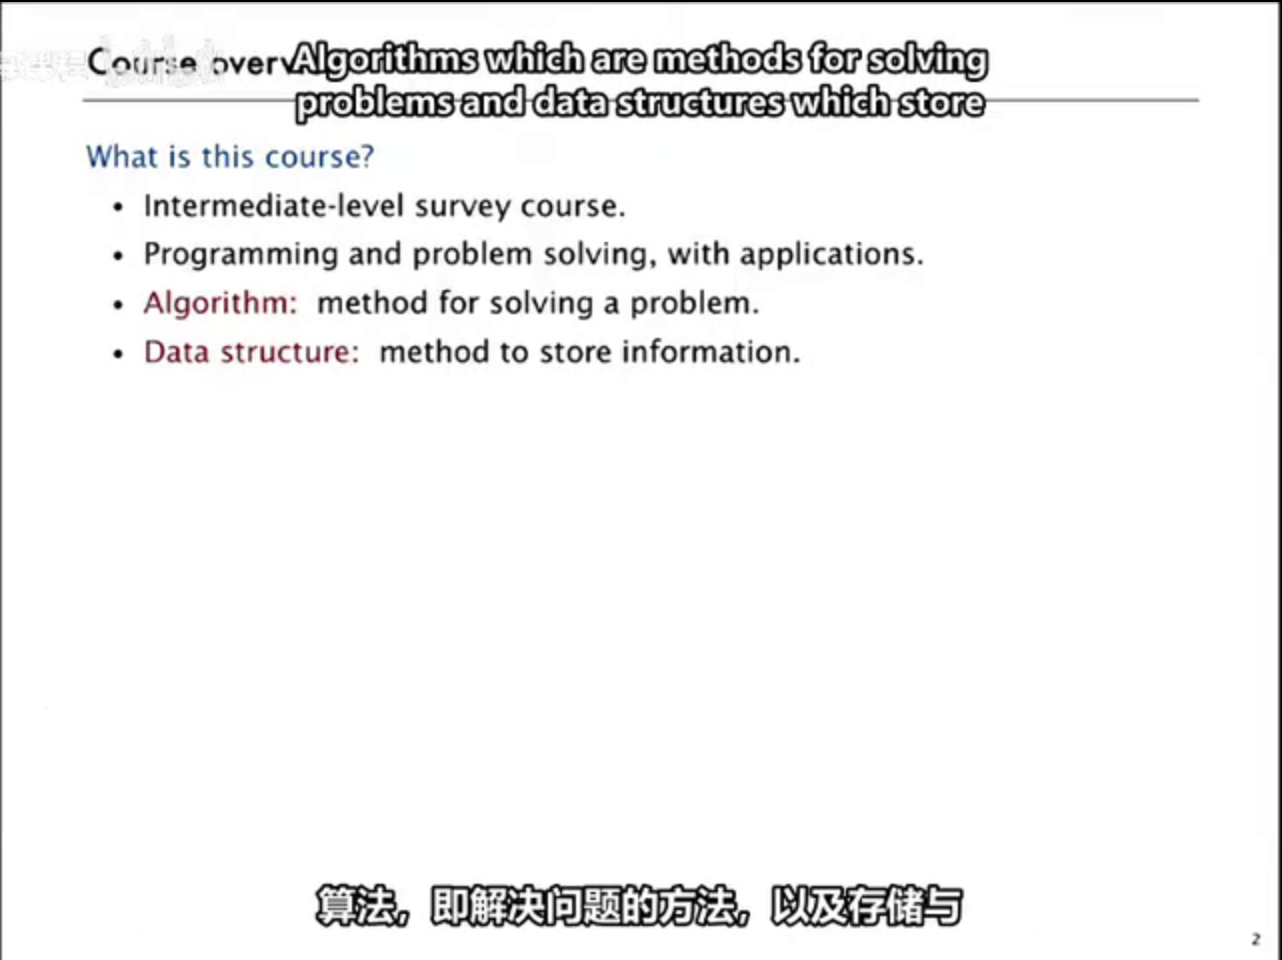 Course overv
Algorithms which are methods for solving
problems and data structures which store
What is this course?
• Intermediate-level survey course.
• Programming and problem solving, with applications.
• Algorithm: method for solving a problem.
• Data structure: method to store information.
算法，即解决问题的方法，以及存储与
2